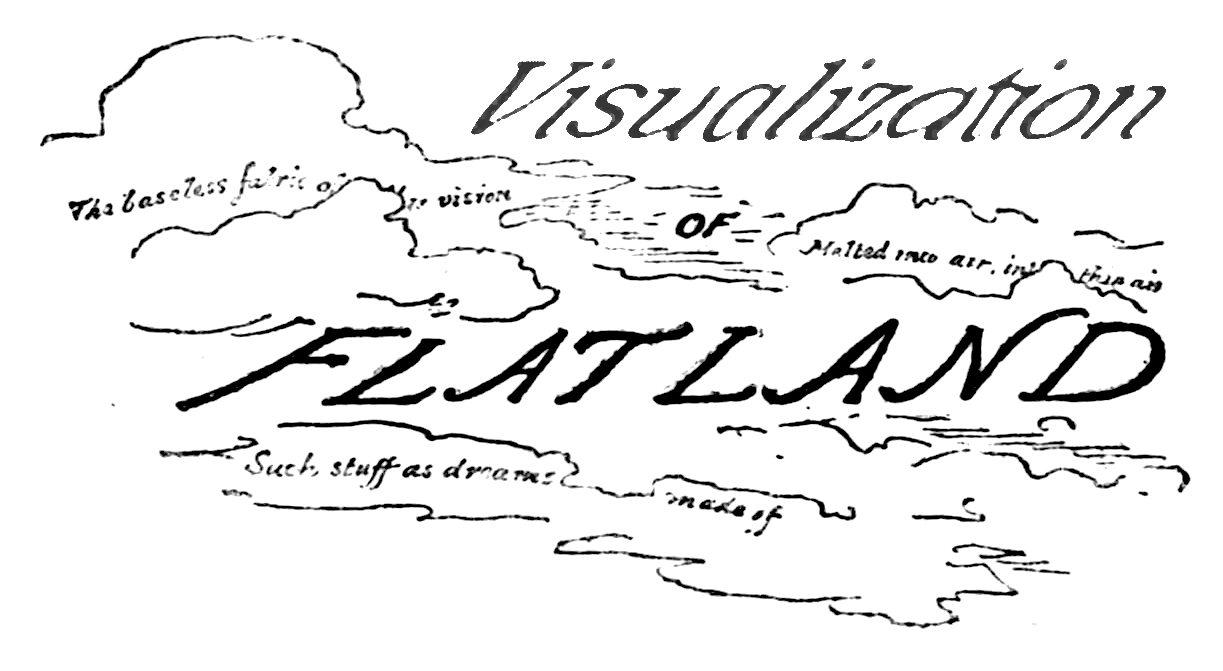 Visualization
The baseless fabric of vision
OF
Melted into air, into thin air
FLATLAND
Such stuff as dreams
made of